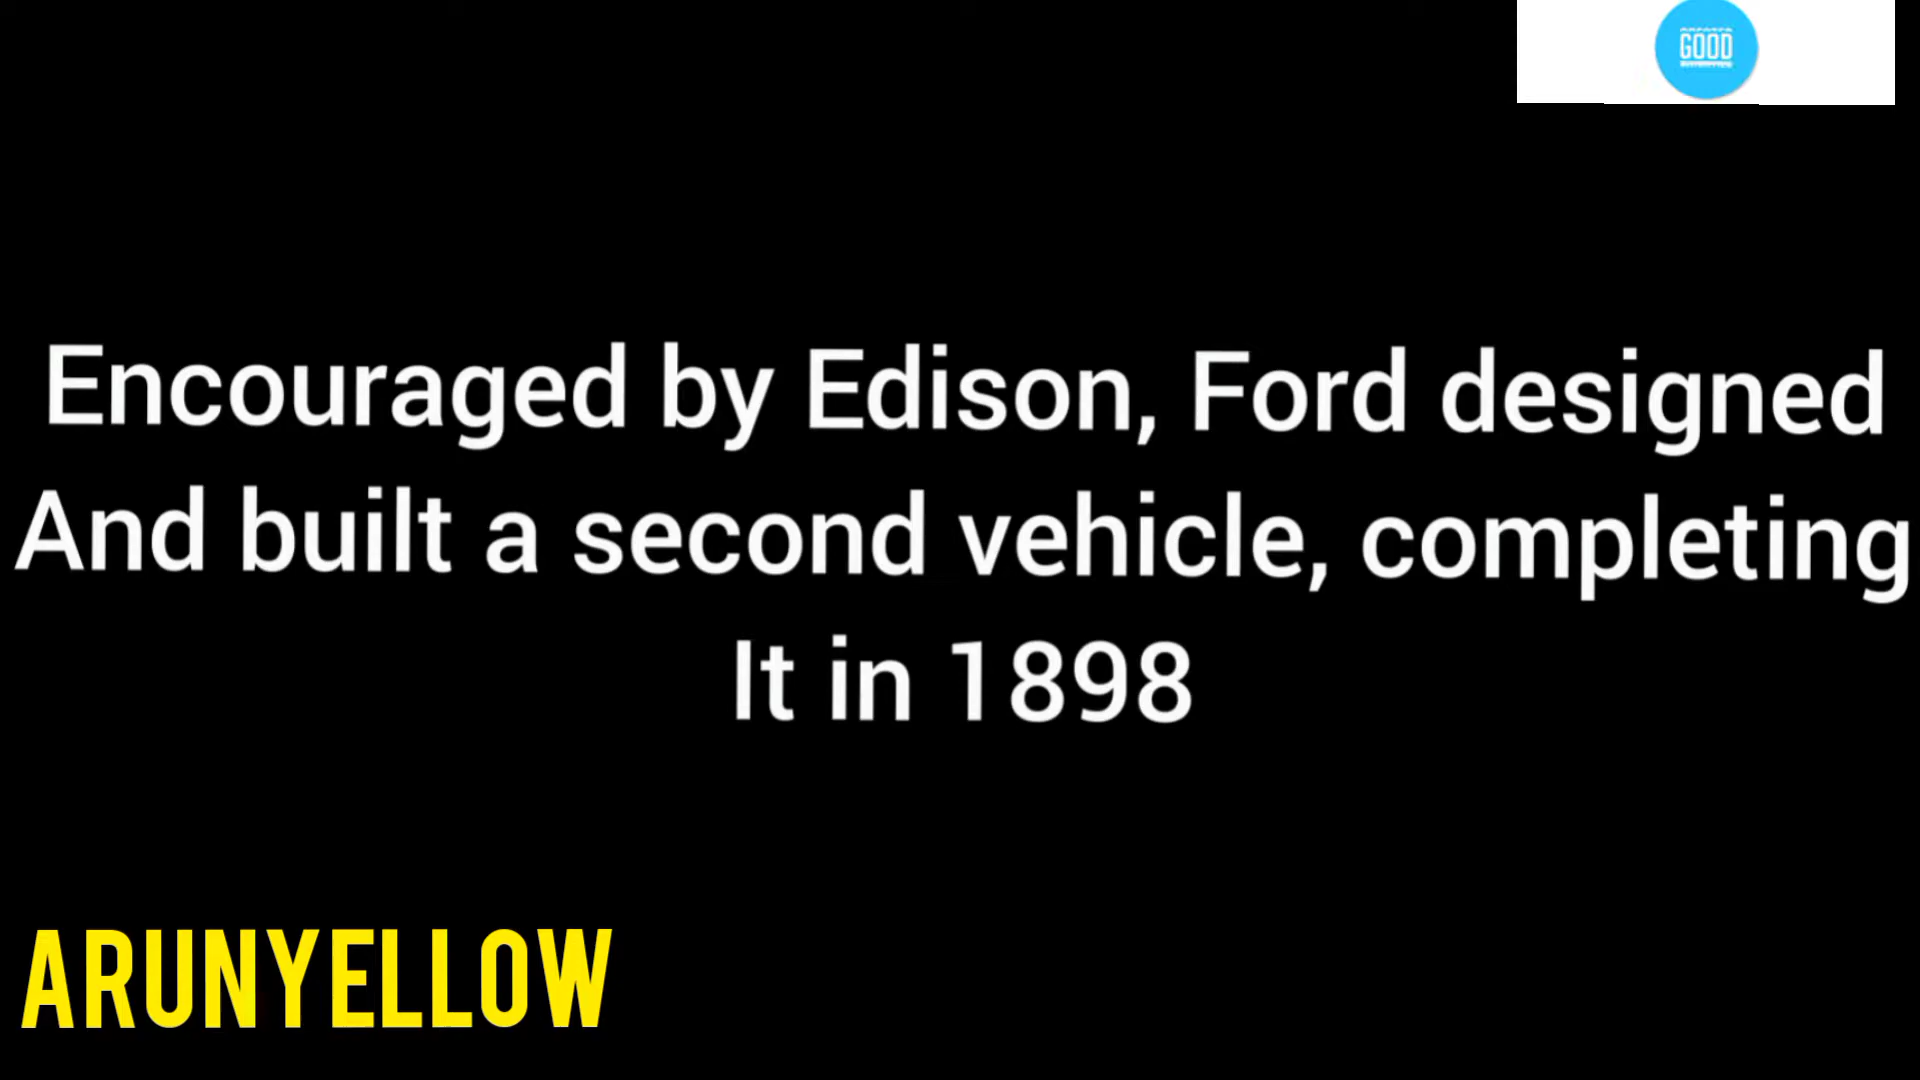 GOOD
Encouraged by Edison, Ford designed
And built a second vehicle, completing
It in 1898
ARUNYELLOW